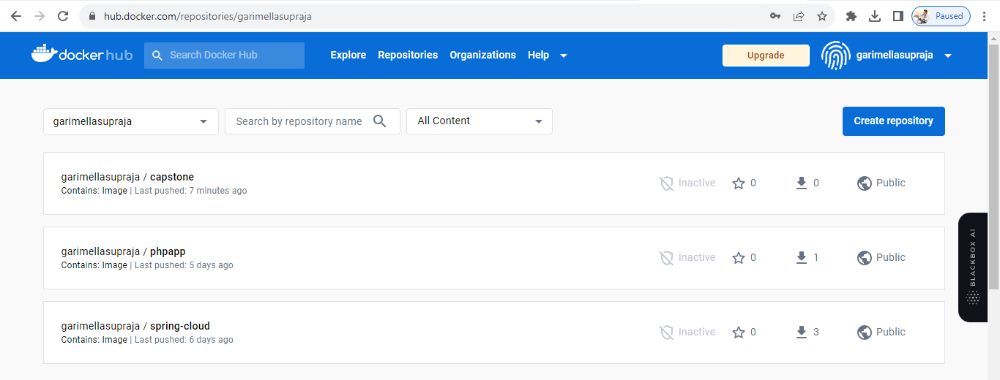 hub.docker.com/repositories/garimellasupraja
Paused
docker hub
Search Docker Hub
Explore Repositories Organizations Help
Upgrade
garimellasupraja
garimellasupraja
Search by repository name
All Content
Create repository
garimellasupraja / capstone
Contains: Image | Last pushed: 7 minutes ago
Inactive 0 0 Public
garimellasupraja / phpapp
Contains: Image | Last pushed: 5 days ago
Inactive 0 1 Public
garimellasupraja / spring-cloud
Contains: Image | Last pushed: 6 days ago
Inactive 0 3 Public
BLACKBOX AI